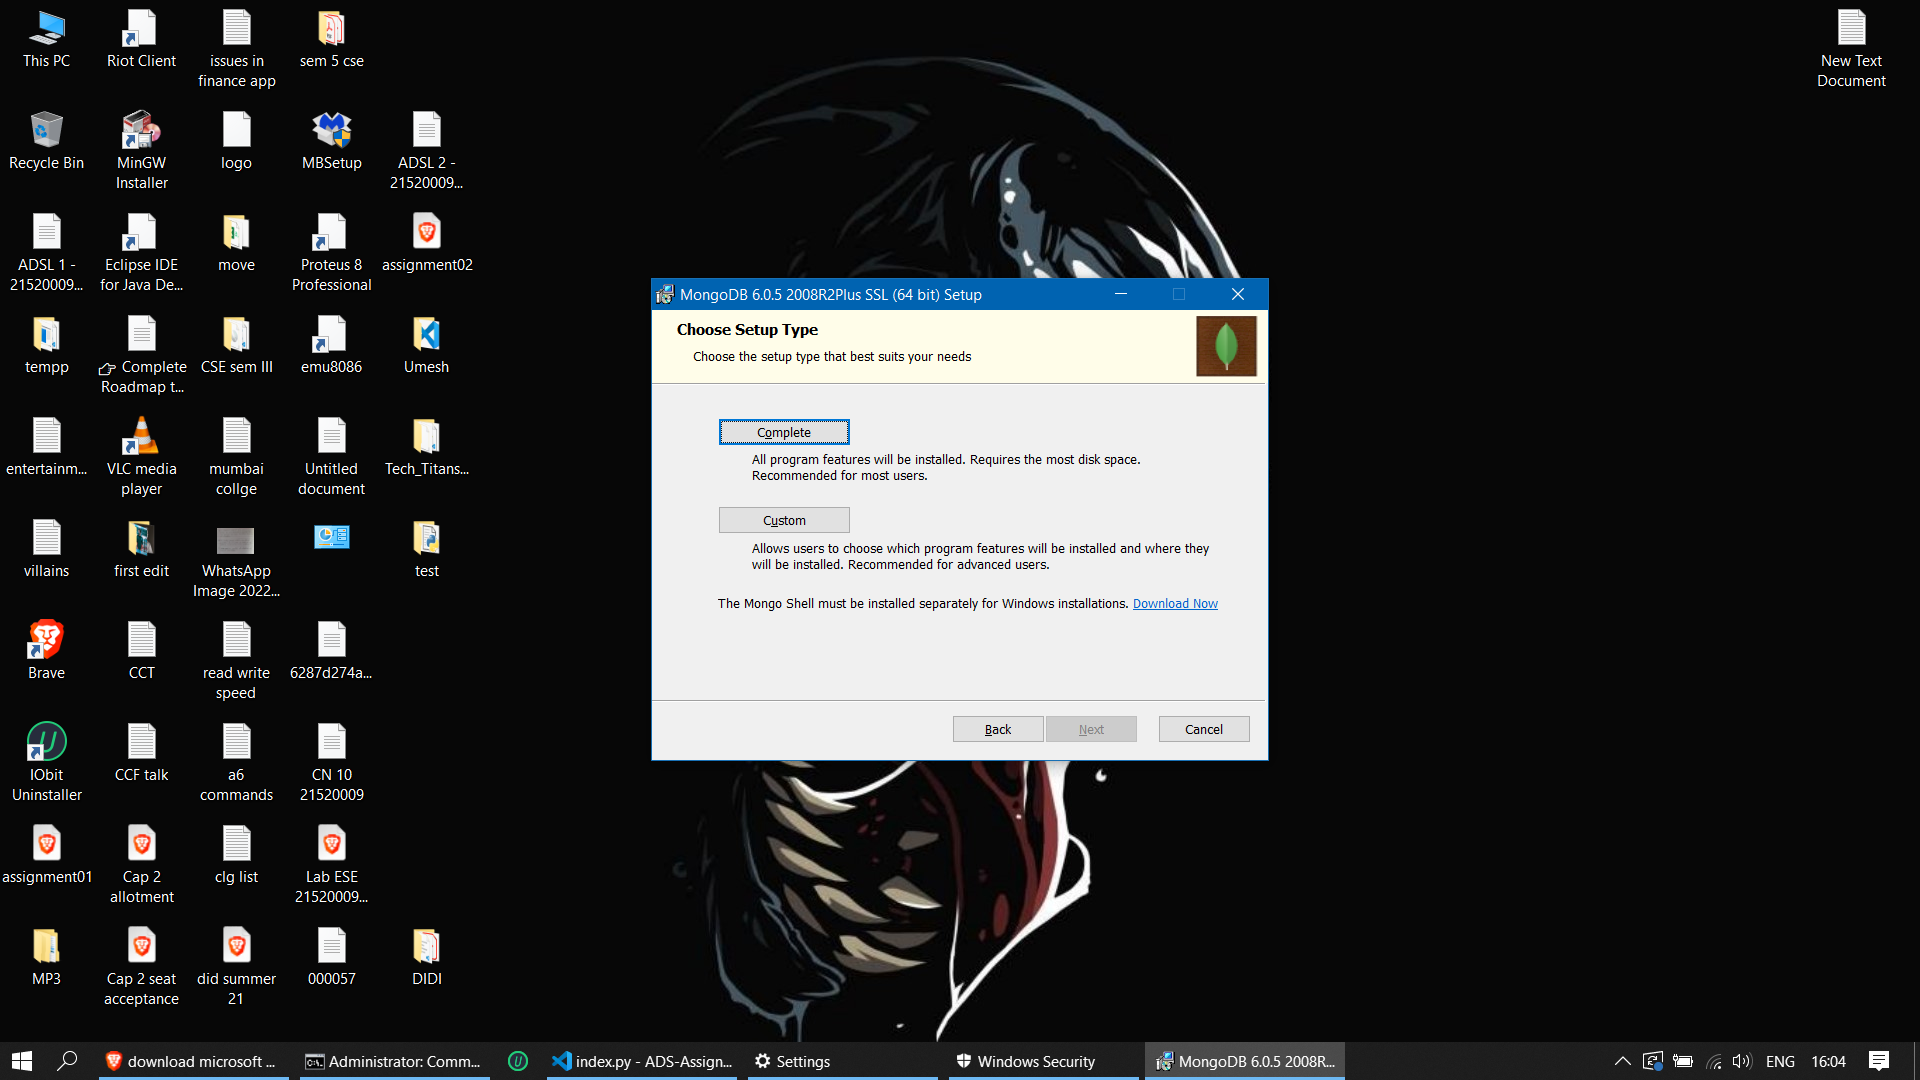 This PC
Riot Client
issues in
finance app
sem 5 cse
New Text
Document
Recycle Bin
MinGW
Installer
logo
MBSetup
ADSL 2 -
21520009...
ADSL 1 -
21520009...
Eclipse IDE
for Java De...
move
Proteus 8
Professional
assignment02
tempp
👉 Complete
Roadmap t...
CSE sem III
emu8086
Umesh
entertainm...
VLC media
player
mumbai
collge
Untitled
document
Tech_Titans...
villains
first edit
WhatsApp
Image 2022...
test
Brave
CCT
read write
speed
6287d274a...
IObit
Uninstaller
CCF talk
a6
commands
CN 10
21520009
assignment01
Cap 2
allotment
clg list
Lab ESE
21520009...
MP3
Cap 2 seat
acceptance
did summer
21
000057
DIDI
MongoDB 6.0.5 2008R2Plus SSL (64 bit) Setup
Choose Setup Type
Choose the setup type that best suits your needs
Complete
All program features will be installed. Requires the most disk space.
Recommended for most users.
Custom
Allows users to choose which program features will be installed and where they
will be installed. Recommended for advanced users.
The Mongo Shell must be installed separately for Windows installations. Download Now
Back
Next
Cancel
download microsoft ...
Administrator: Comm...
index.py - ADS-Assign...
Settings
Windows Security
MongoDB 6.0.5 2008R...
ENG
16:04